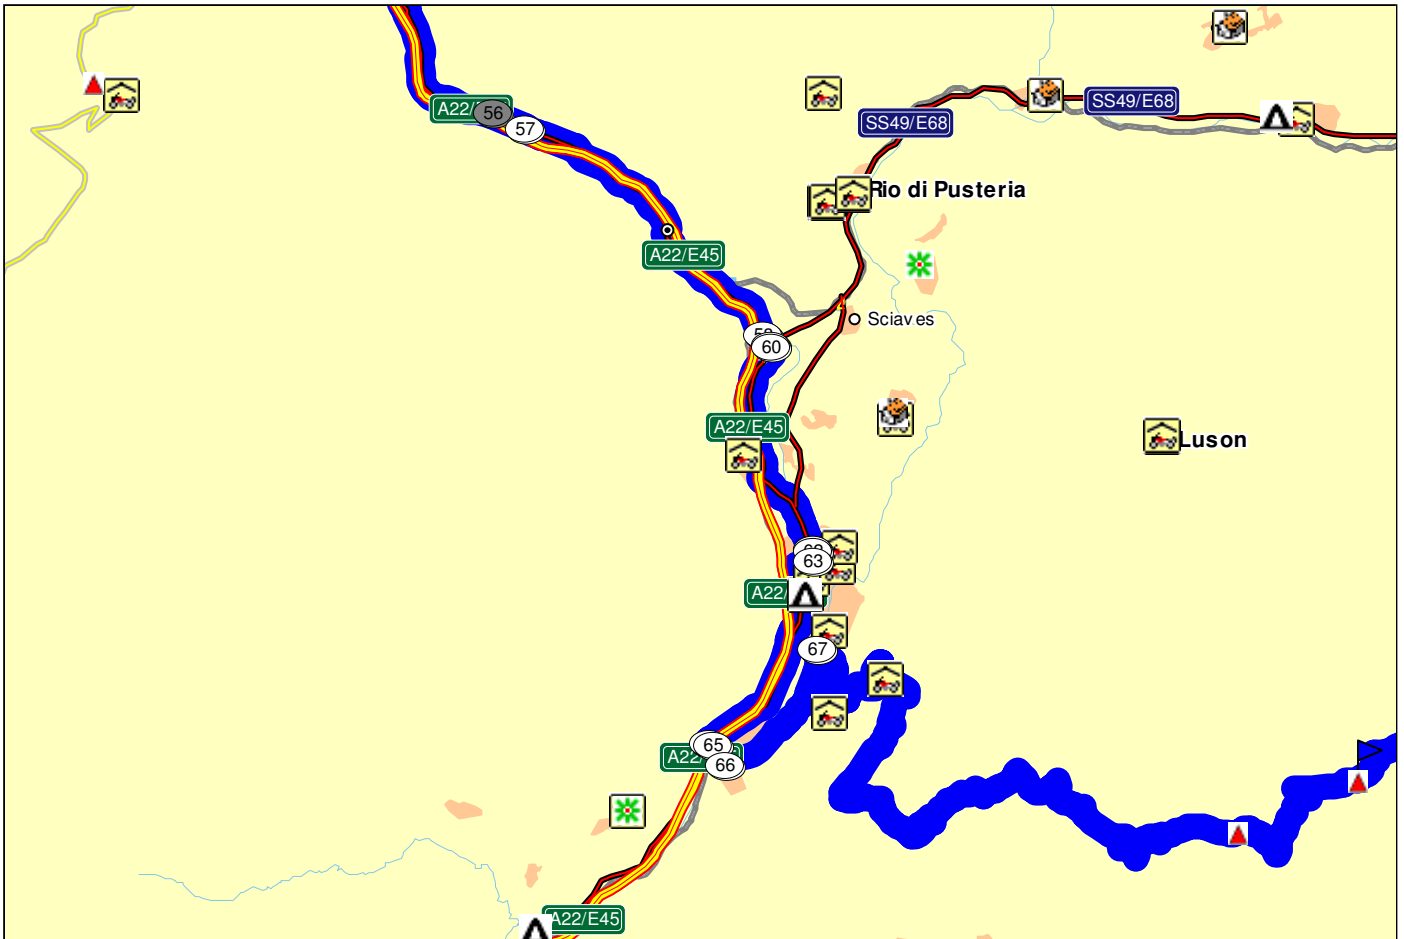 SS49/E68
56
57
SS49/E68
Rio di Pusteria
A22/E45
Sciaves
60
A22/E45
Luson
63
A22/
67
65
A22/
66
A22/E45